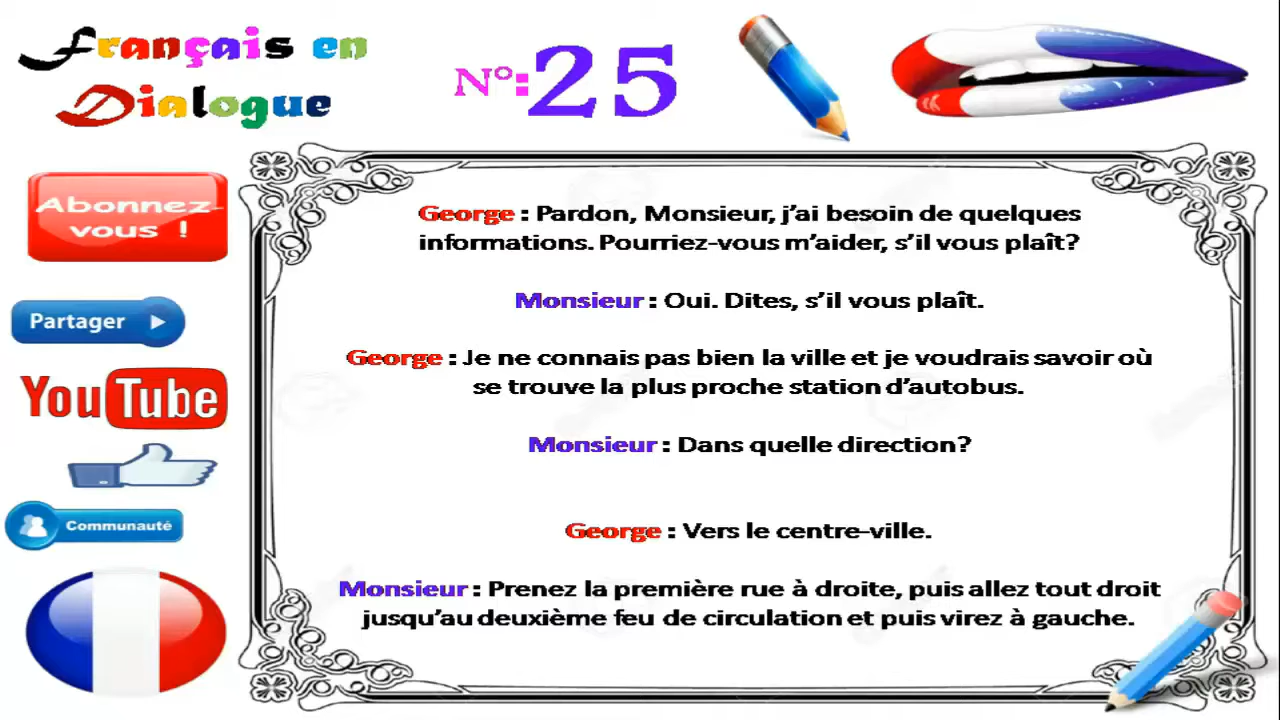 Français en
Dialogue
N°:25
Abonnez-
vous !
Partager
YouTube
Communauté
George : Pardon, Monsieur, j'ai besoin de quelques
informations. Pourriez-vous m'aider, s'il vous plaît?
Monsieur : Oui. Dites, s'il vous plaît.
George : Je ne connais pas bien la ville et je voudrais savoir où
se trouve la plus proche station d'autobus.
Monsieur : Dans quelle direction?
George : Vers le centre-ville.
Monsieur : Prenez la première rue à droite, puis allez tout droit
jusqu'au deuxième feu de circulation et puis virez à gauche.